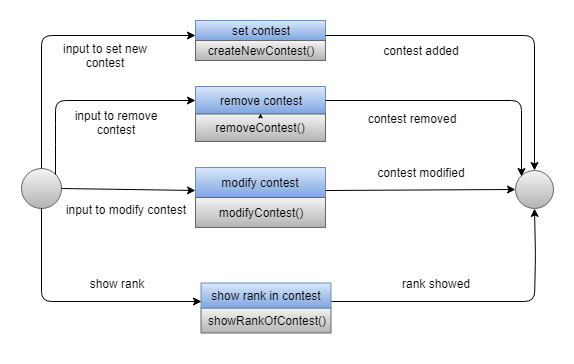 set contest
createNewContest()
input to set new
contest
contest added
remove contest
removeContest()
input to remove
contest
contest removed
modify contest
modifyContest()
input to modify contest
contest modified
show rank
show rank in contest
showRankOfContest()
rank showed